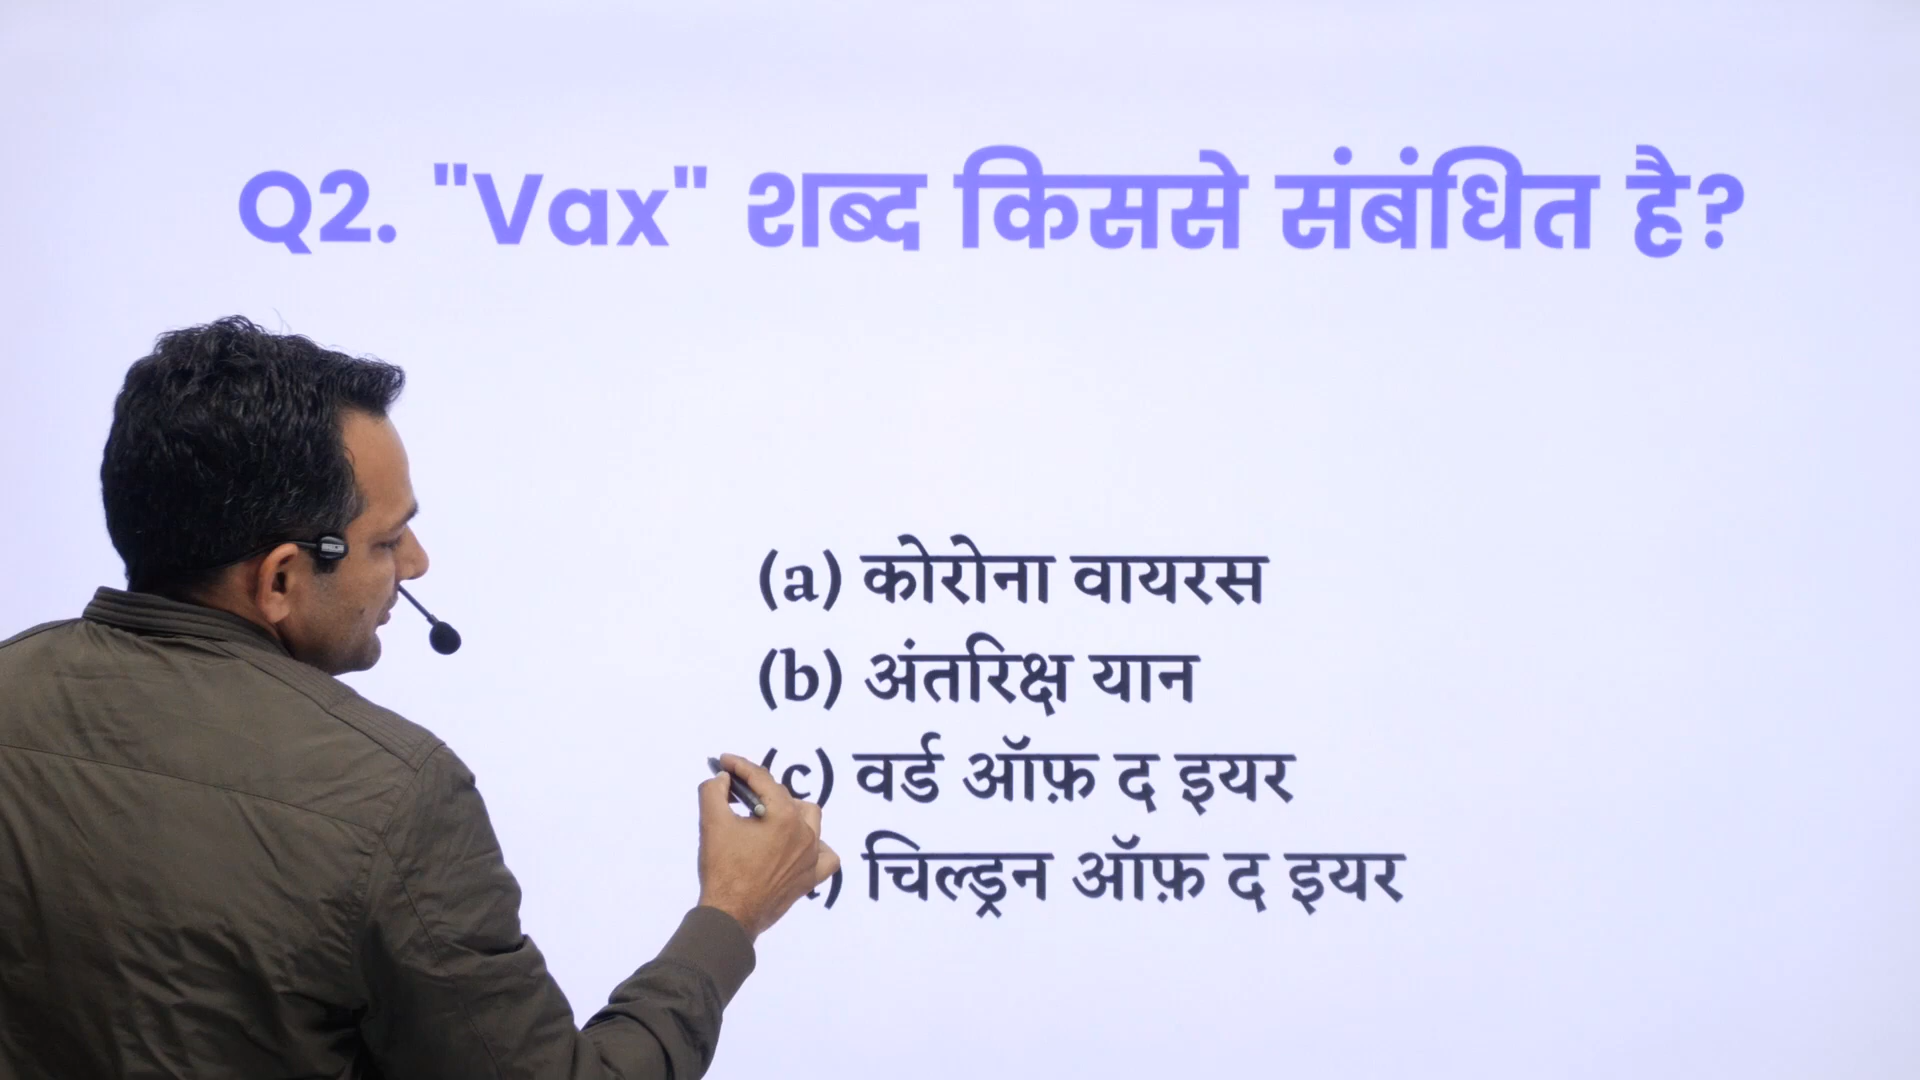 Q2. "Vax" शब्द किससे संबंधित है?
(a) कोरोना वायरस
(b) अंतरिक्ष यान
(c) वर्ड ऑफ़ द इयर
चिल्ड्रन ऑफ़ द इयर